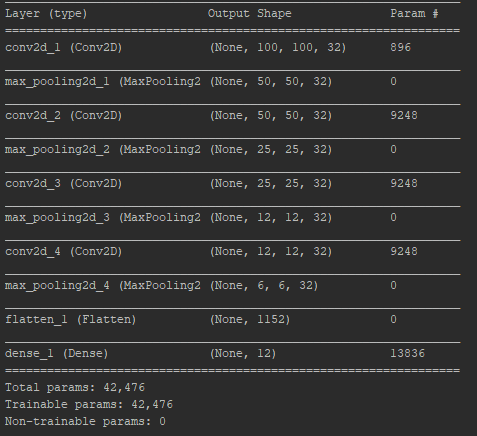 Layer (type) Output Shape Param #
=================================================================
conv2d_1 (Conv2D) (None, 100, 100, 32) 896
max_pooling2d_1 (MaxPooling2 (None, 50, 50, 32) 0
conv2d_2 (Conv2D) (None, 50, 50, 32) 9248
max_pooling2d_2 (MaxPooling2 (None, 25, 25, 32) 0
conv2d_3 (Conv2D) (None, 25, 25, 32) 9248
max_pooling2d_3 (MaxPooling2 (None, 12, 12, 32) 0
conv2d_4 (Conv2D) (None, 12, 12, 32) 9248
max_pooling2d_4 (MaxPooling2 (None, 6, 6, 32) 0
flatten_1 (Flatten) (None, 1152) 0
dense_1 (Dense) (None, 12) 13836
=================================================================
Total params: 42,476
Trainable params: 42,476
Non-trainable params: 0